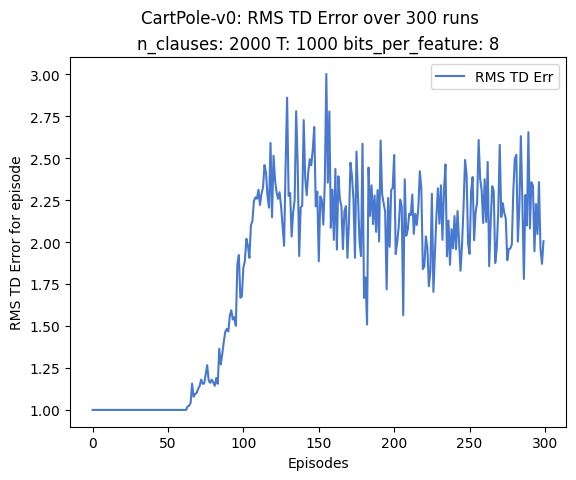 CartPole-v0: RMS TD Error over 300 runs
n_clauses: 2000 T: 1000 bits_per_feature: 8
RMS TD Err
RMS TD Error for episode
3.00
2.75
2.50
2.25
2.00
1.75
1.50
1.25
1.00
0 50 100 150 200 250 300
Episodes